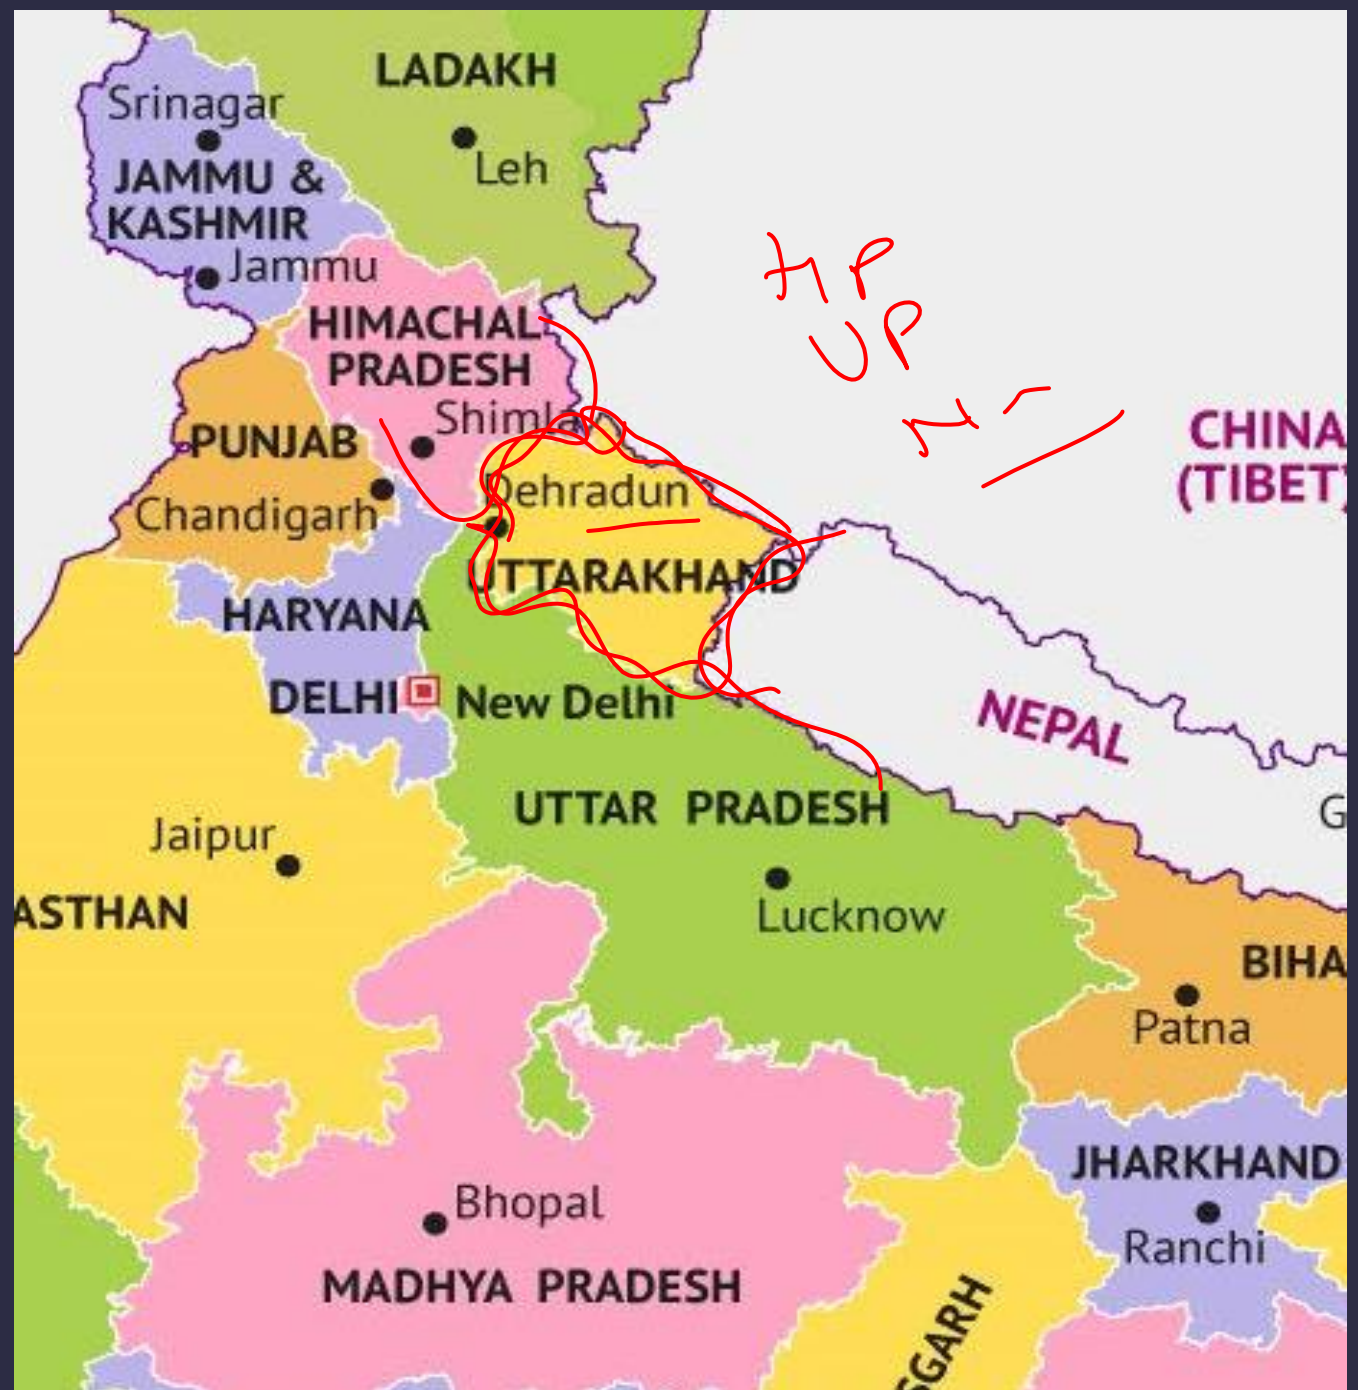 LADAKH
Srinagar
Leh
JAMMU &
KASHMIR
Jammu
HP
UP
HIMACHAL
PRADESH
Shimla
N
CHINA
(TIBET)
PUNJAB
Chandigarh
Dehradun
UTTARAKHAND
HARYANA
DELHI
New Delhi
NEPAL
UTTAR PRADESH
G
Jaipur
Lucknow
ASTHAN
BIHA
Patna
JHARKHAND
Ranchi
Bhopal
MADHYA PRADESH
SGARH